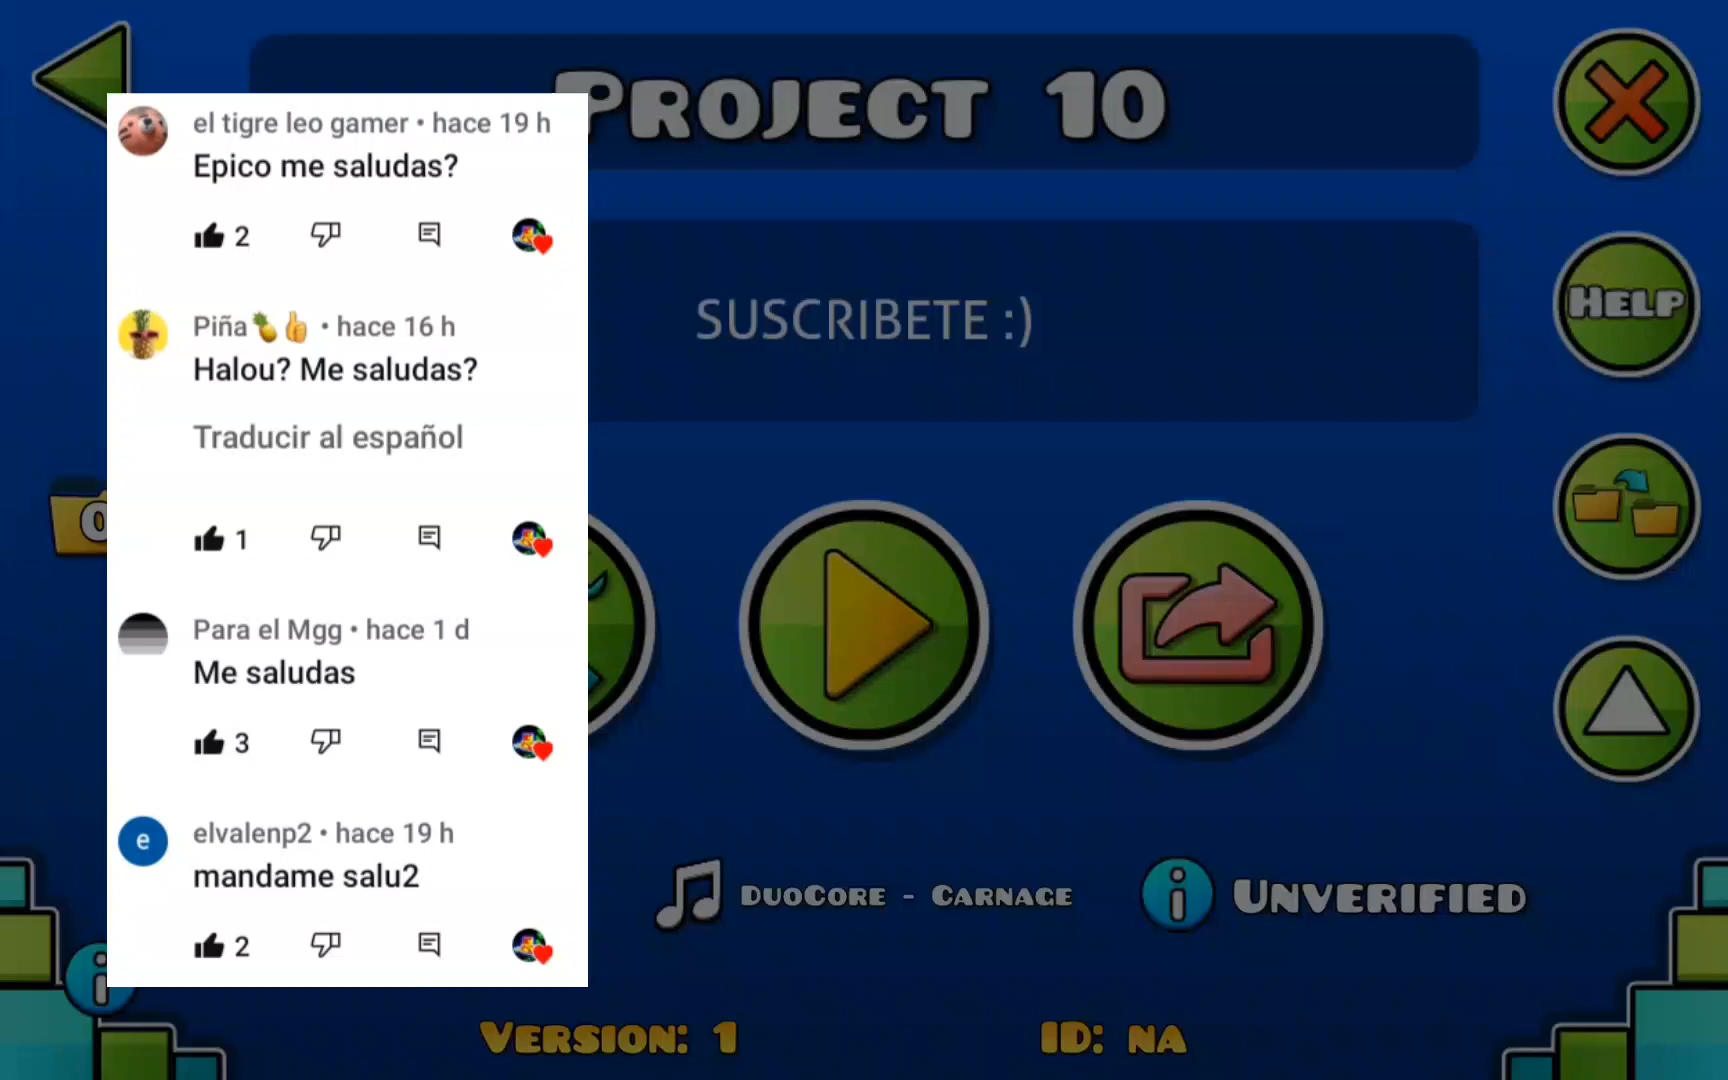 PROJECT 10
el tigre leo gamer • hace 19 h
Epico me saludas?
2
Piña🍍👍 • hace 16 h
Halou? Me saludas?
Traducir al español
1
Para el Mgg • hace 1 d
Me saludas
3
e
elvalenp2 • hace 19 h
mandame salu2
2
SUSCRIBETE :)
HELP
0
DUOCORE - CARNAGE
UNVERIFIED
VERSION: 1
ID: NA